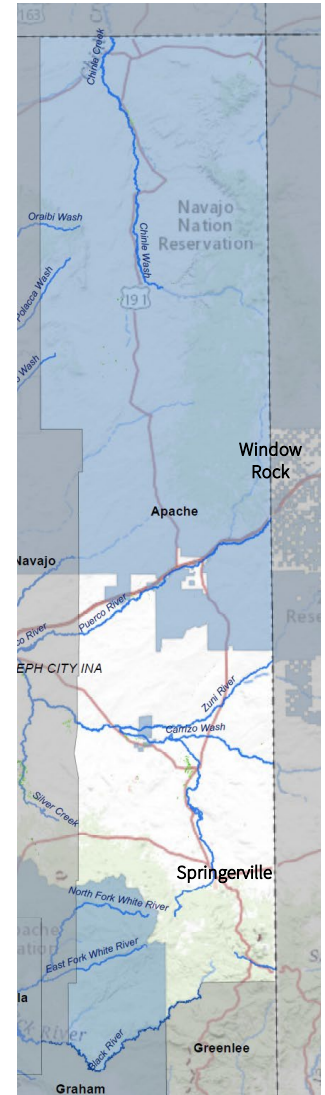 163
Chinle Creek
Oraibi Wash
Navajo
Nation
Reservation
Chinle Wash
Polacca Wash
191
Wash
Window
Rock
Apache
Navajo
Puerco River
River
Rese
EPH CITY INA
Zuni River
Carrizo Wash
Silver Creek
Springerville
North Fork White River
East Fork White River
Black River
River
Greenlee
Graham